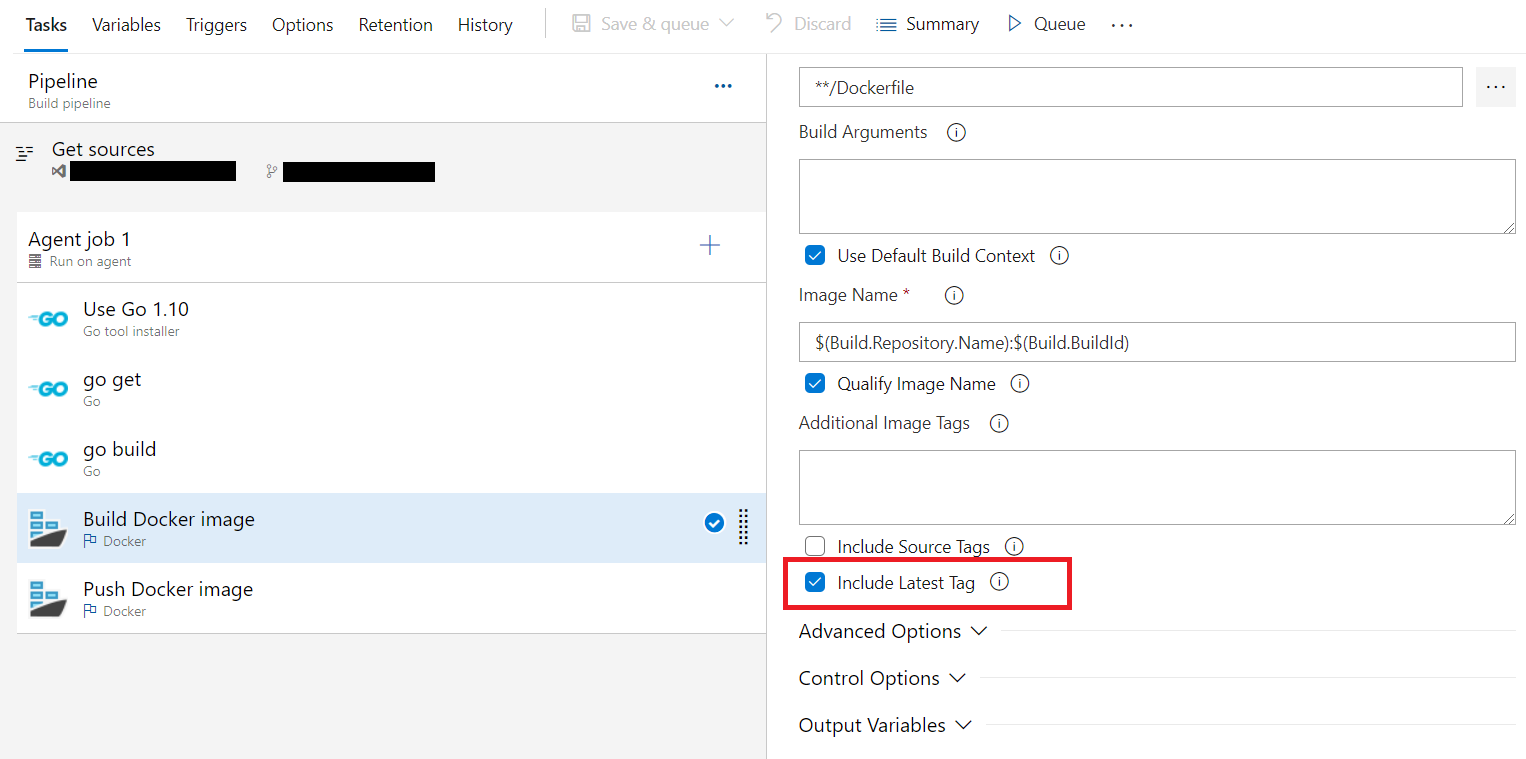 Tasks Variables Triggers Options Retention History Save & queue Discard Summary Queue ...
Pipeline
Build pipeline
Get sources
Agent job 1
Run on agent
GO Use Go 1.10
Go tool installer
GO go get
Go
GO go build
Go
Build Docker image
Docker
Push Docker image
Docker
**/Dockerfile ...
Build Arguments
Use Default Build Context
Image Name *
$(Build.Repository.Name):$(Build.BuildId)
Qualify Image Name
Additional Image Tags
Include Source Tags
Include Latest Tag
Advanced Options
Control Options
Output Variables